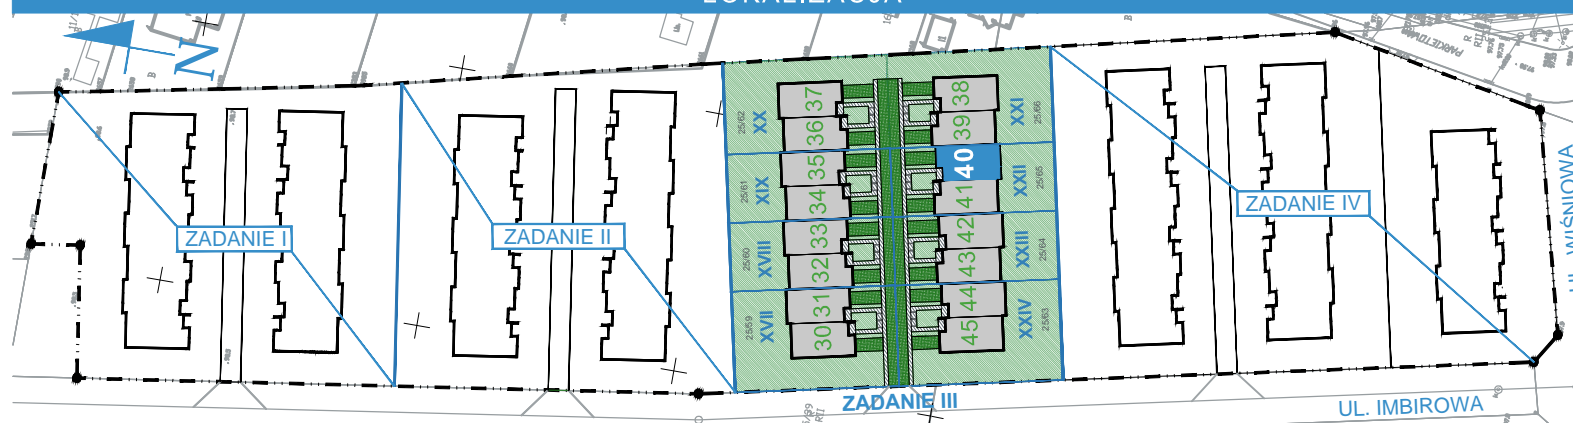 LOKALIZACJA
N
PARKIETOWA
ZADANIE I
ZADANIE II
ZADANIE III
ZADANIE IV
25/62
XX
25/61
XIX
25/60
XVIII
25/59
XVII
37
36
35
34
33
32
31
30
38
39
40
41
42
43
44
45
XXI
25/66
XXII
25/65
XXIII
25/64
XXIV
25/63
UL. WIŚNIOWA
UL. IMBIROWA